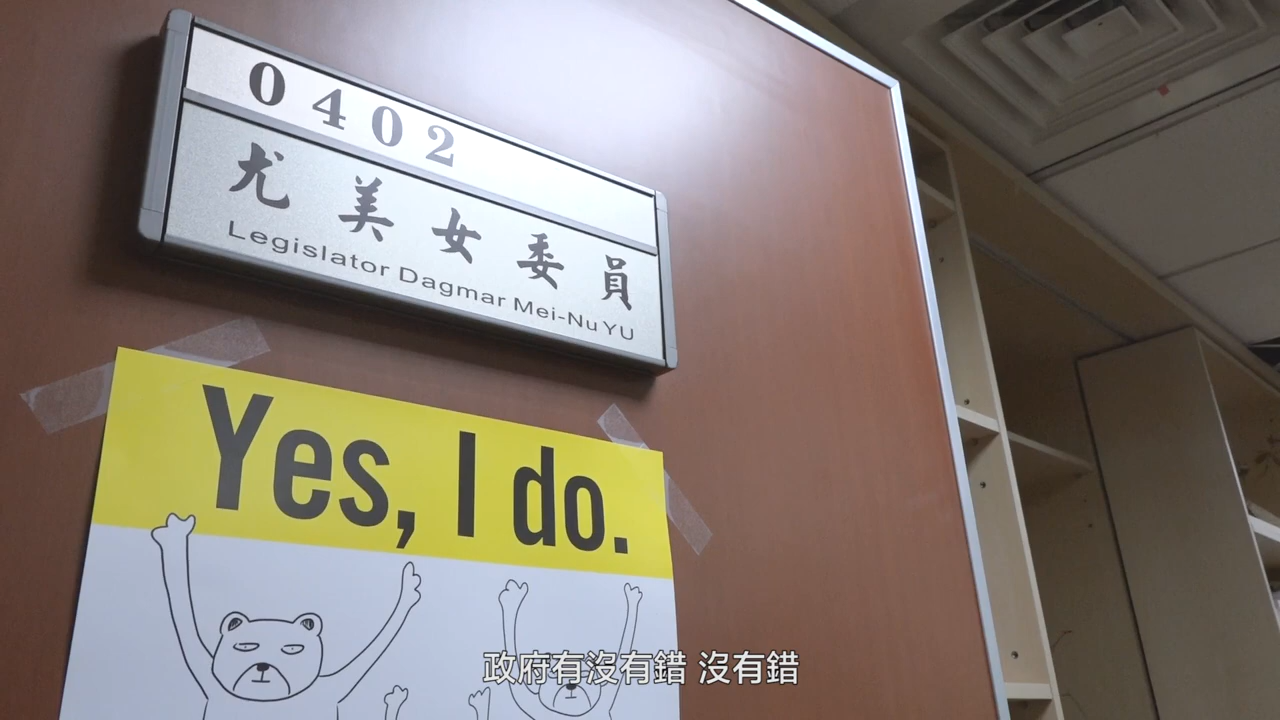 0402
尤美女委員
Legislator Dagmar Mei-Nu YU
Yes, I do.
政府有沒有錯 沒有錯